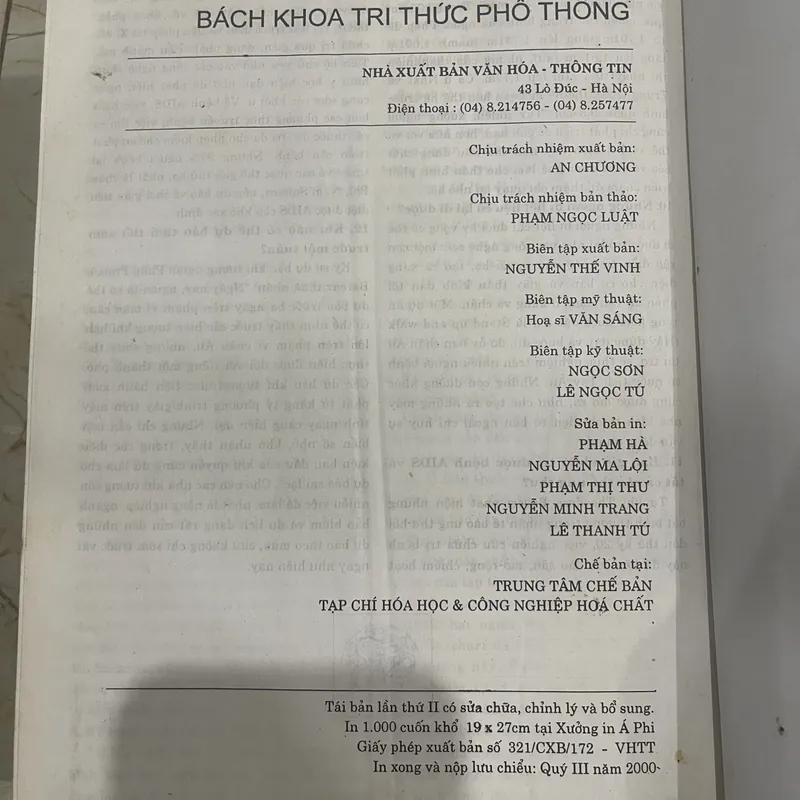 BÁCH KHOA TRI THỨC PHỔ THÔNG
NHÀ XUẤT BẢN VĂN HÓA - THÔNG TIN
43 Lò Đúc - Hà Nội
Điện thoại : (04) 8.214756 - (04) 8.257477
Chịu trách nhiệm xuất bản:
AN CHƯƠNG
Chịu trách nhiệm bản thảo:
PHẠM NGỌC LUẬT
Biên tập xuất bản:
NGUYỄN THẾ VINH
Biên tập mỹ thuật:
Hoạ sĩ VĂN SÁNG
Biên tập kỹ thuật:
NGỌC SƠN
LÊ NGỌC TÚ
Sửa bản in:
PHẠM HÀ
NGUYỄN MA LỘI
PHẠM THỊ THƯ
NGUYỄN MINH TRANG
LÊ THANH TÚ
Chế bản tại:
TRUNG TÂM CHẾ BẢN
TẠP CHÍ HÓA HỌC & CÔNG NGHIỆP HOÁ CHẤT
Tái bản lần thứ II có sửa chữa, chỉnh lý và bổ sung.
In 1.000 cuốn khổ 19 x 27cm tại Xưởng in Á Phi
Giấy phép xuất bản số 321/CXB/172 - VHTT
In xong và nộp lưu chiểu: Quý III năm 2000